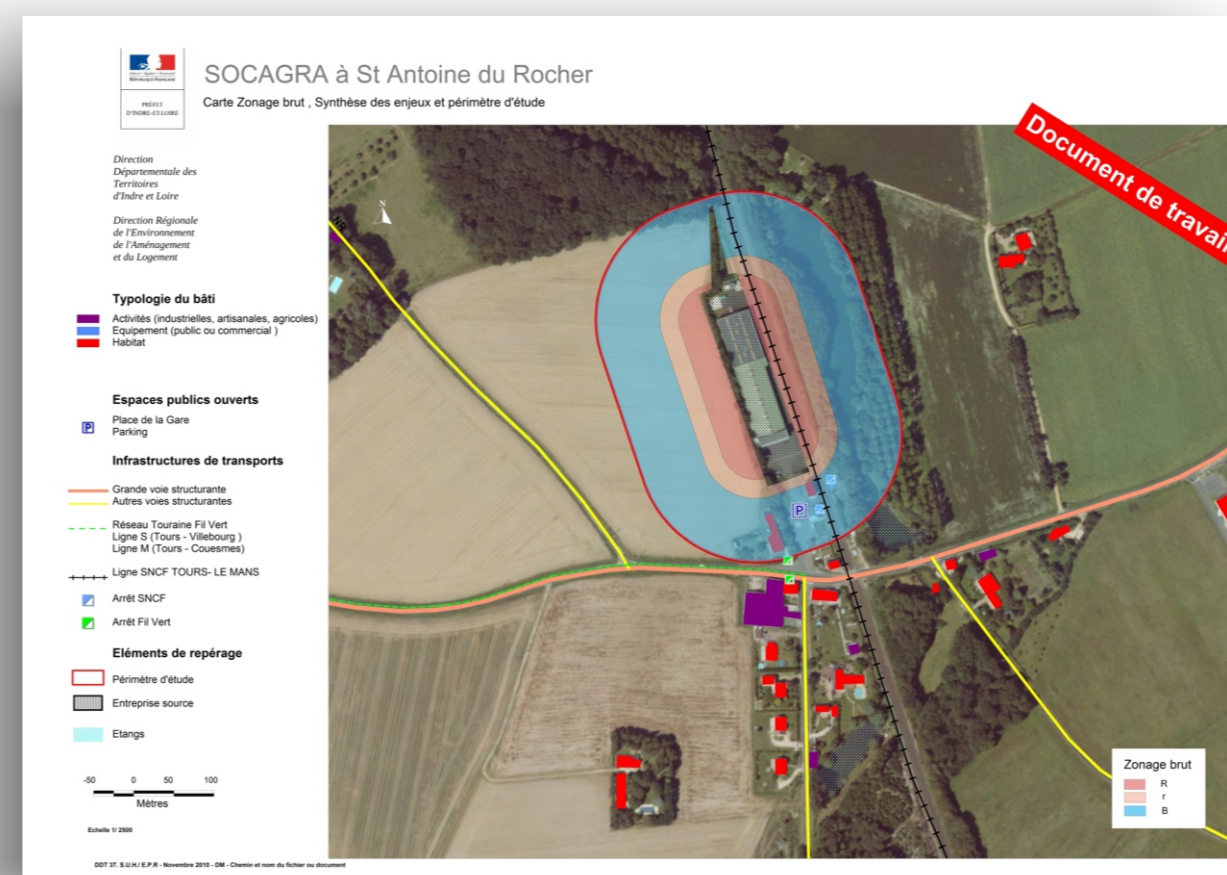 Liberté • Égalité • Fraternité
RÉPUBLIQUE FRANÇAISE
PRÉFET
D'INDRE-ET-LOIRE
SOCAGRA à St Antoine du Rocher
Carte Zonage brut , Synthèse des enjeux et périmètre d'étude
Document de travail
Direction
Départementale des
Territoires
d'Indre et Loire
Direction Régionale
de l'Environnement
de l'Aménagement
et du Logement
Typologie du bâti
Activités (industrielles, artisanales, agricoles)
Equipement (public ou commercial )
Habitat
Espaces publics ouverts
P
Place de la Gare
Parking
Infrastructures de transports
Grande voie structurante
Autres voies structurantes
Réseau Touraine Fil Vert
Ligne S (Tours - Villebourg )
Ligne M (Tours - Couesmes)
Ligne SNCF TOURS- LE MANS
Arrêt SNCF
Arrêt Fil Vert
Eléments de repérage
Périmètre d'étude
Entreprise source
Etangs
-50 0 50 100
Mètres
Echelle 1/ 2500
DDT 37. S.U.H./ E.P.R - Novembre 2010 - DM - Chemin et nom du fichier ou document
N
P
Zonage brut
R
r
B